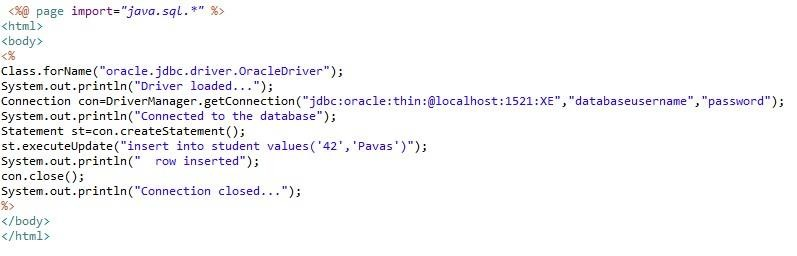 <%@ page import="java.sql.*" %>
<html>
<body>
<%
Class.forName("oracle.jdbc.driver.OracleDriver");
System.out.println("Driver loaded...");
Connection con=DriverManager.getConnection("jdbc:oracle:thin:@localhost:1521:XE","databaseusername","password");
System.out.println("Connected to the database");
Statement st=con.createStatement();
st.executeUpdate("insert into student values('42','Pavas')");
System.out.println("  row inserted");
con.close();
System.out.println("Connection closed...");
%>
</body>
</html>